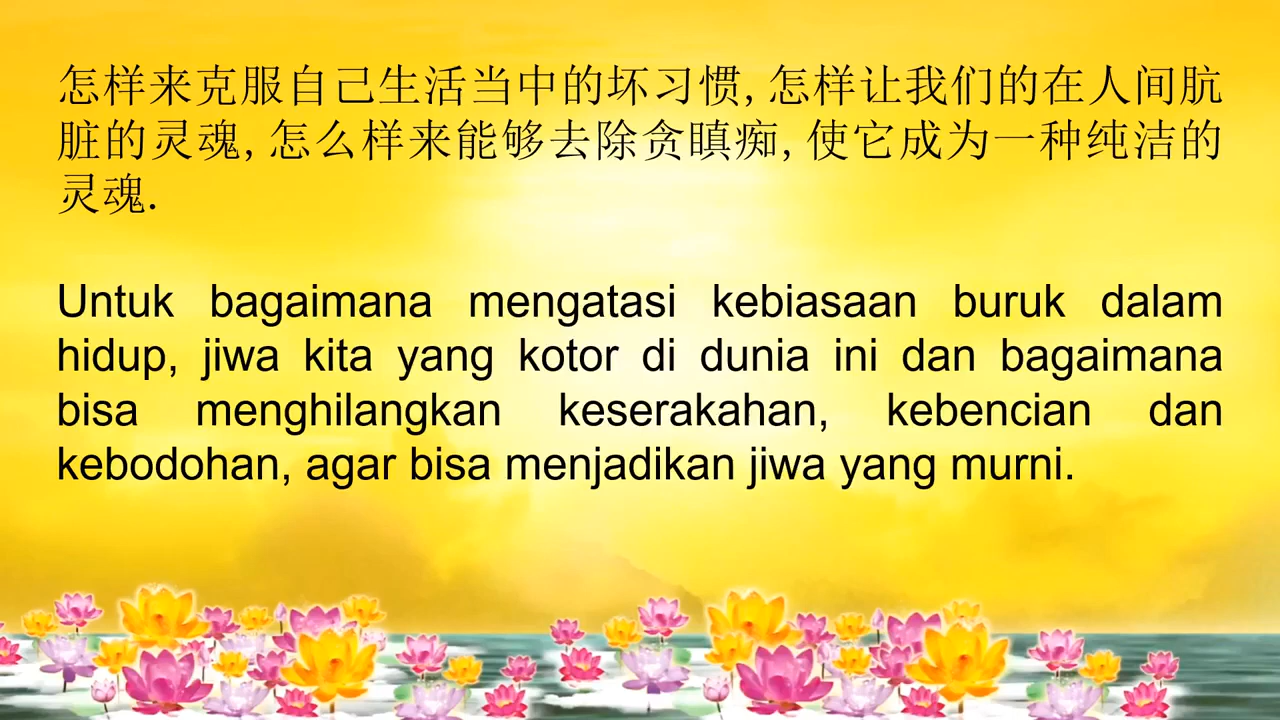 怎样来克服自己生活当中的坏习惯, 怎样让我们的在人间肮
脏的灵魂, 怎么样来能够去除贪瞋痴, 使它成为一种纯洁的
灵魂.
Untuk bagaimana mengatasi kebiasaan buruk dalam
hidup, jiwa kita yang kotor di dunia ini dan bagaimana
bisa menghilangkan keserakahan, kebencian dan
kebodohan, agar bisa menjadikan jiwa yang murni.